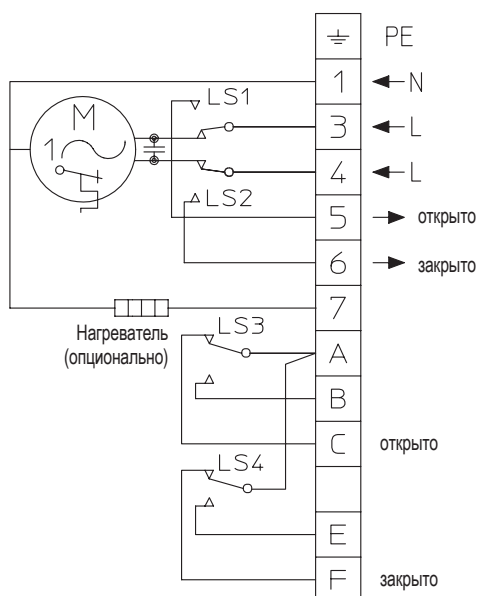 PE
1 N
LS1
M
1
3 L
4 L
LS2
5 открыто
6 закрыто
7
Нагреватель
(опционально)
LS3
A
B
C открыто
LS4
E
F закрыто